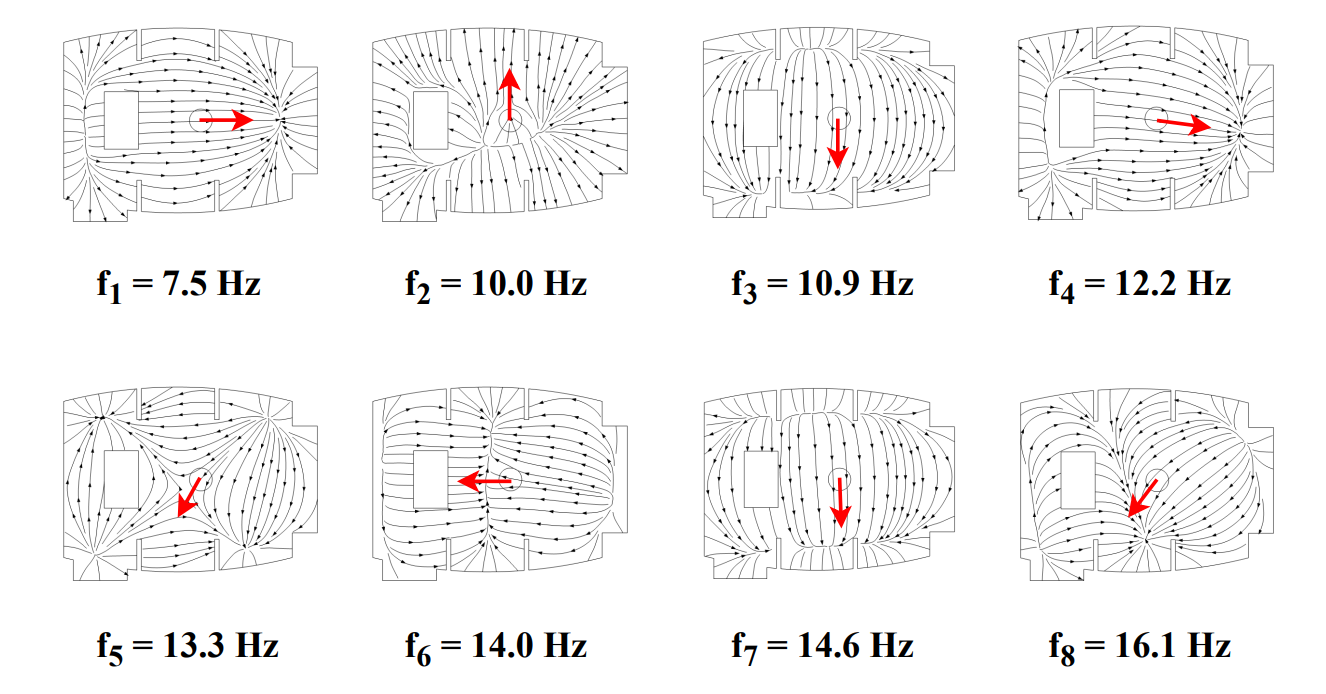 f1 = 7.5 Hz
f2 = 10.0 Hz
f3 = 10.9 Hz
f4 = 12.2 Hz
f5 = 13.3 Hz
f6 = 14.0 Hz
f7 = 14.6 Hz
f8 = 16.1 Hz